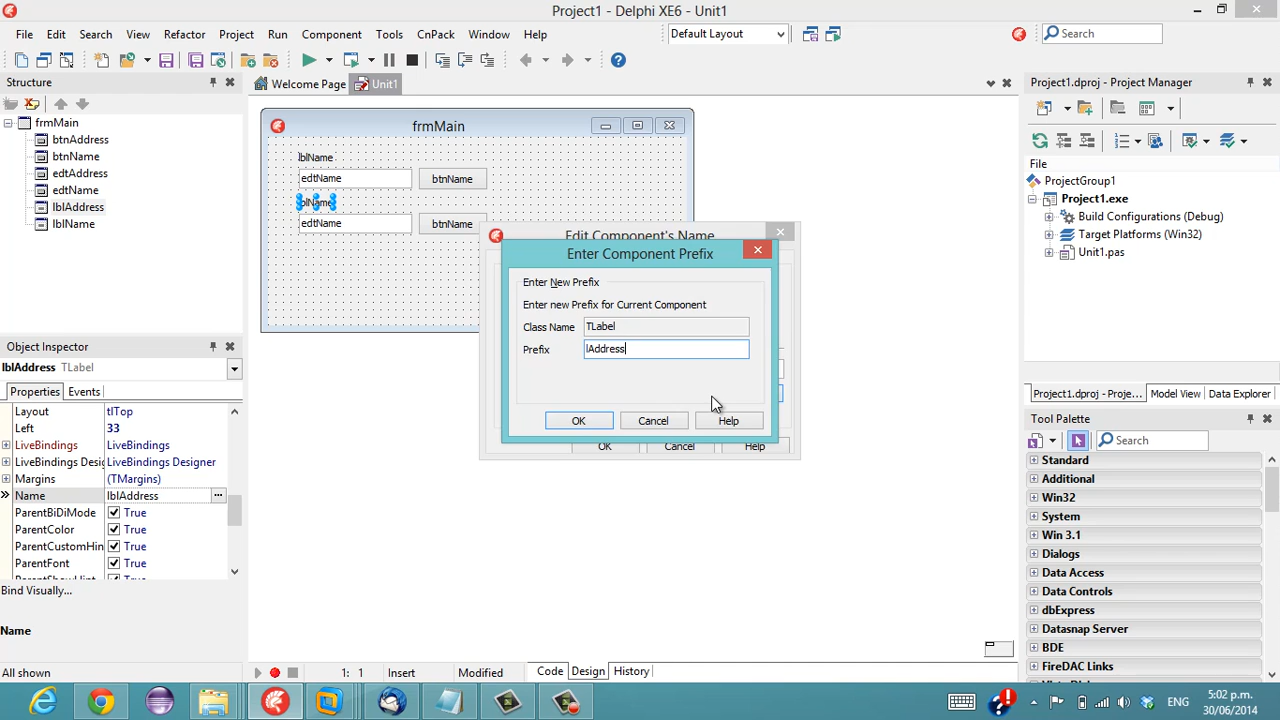 Project1 - Delphi XE6 - Unit1
File Edit Search View Refactor Project Run Component Tools CnPack Window Help
Default Layout
Search
Structure
Welcome Page
Unit1
Project1.dproj - Project Manager
frmMain
btnAddress
btnName
edtAddress
edtName
lblAddress
lblName
frmMain
lblName
edtName
btnName
lblName
edtName
btnName
File
ProjectGroup1
Project1.exe
Build Configurations (Debug)
Target Platforms (Win32)
Unit1.pas
Edit Component's Name
OK Cancel Help
Enter Component Prefix
Enter New Prefix
Enter new Prefix for Current Component
Class Name TLabel
Prefix lAddress
OK Cancel Help
Object Inspector
lblAddress TLabel
Properties Events
Layout tlTop
Left 33
LiveBindings LiveBindings
LiveBindings Desig LiveBindings Designer
Margins (TMargins)
Name lblAddress
ParentBiDiMode True
ParentColor True
ParentCustomHin True
ParentFont True
Bind Visually...
Name
All shown
1: 1
Insert
Modified
Code Design History
Project1.dproj - Proje... Model View Data Explorer
Tool Palette
Search
Standard
Additional
Win32
System
Win 3.1
Dialogs
Data Access
Data Controls
dbExpress
Datasnap Server
BDE
FireDAC Links
ENG
5:02 p.m.
30/06/2014